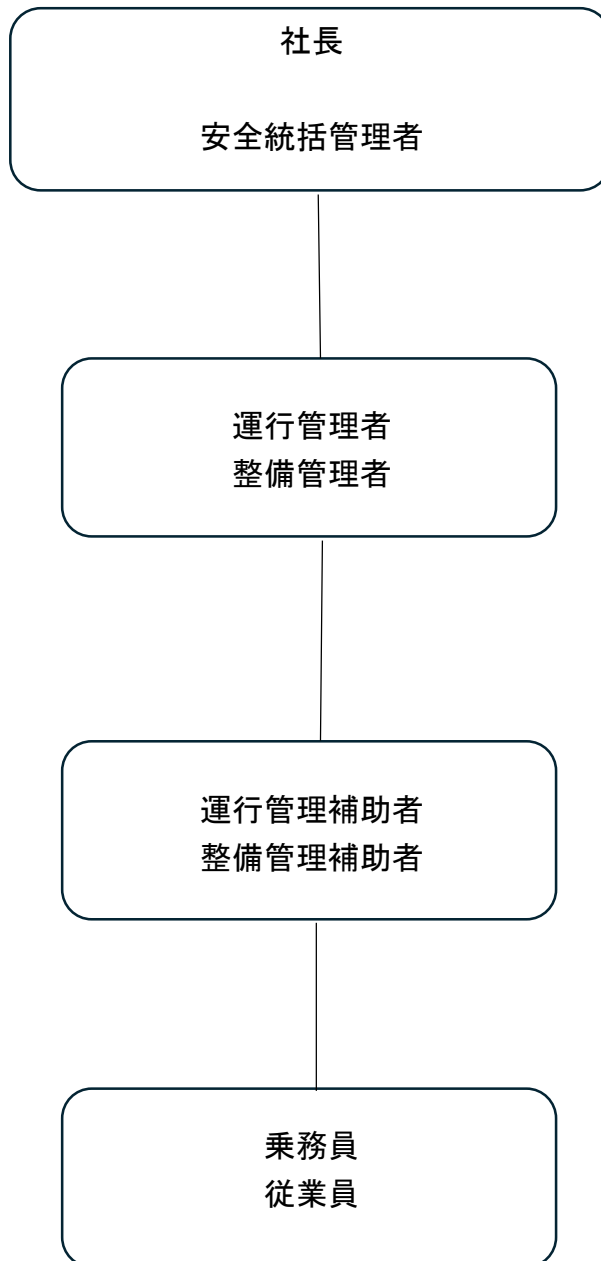 社長
安全統括管理者
運行管理者
整備管理者
運行管理補助者
整備管理補助者
乗務員
従業員